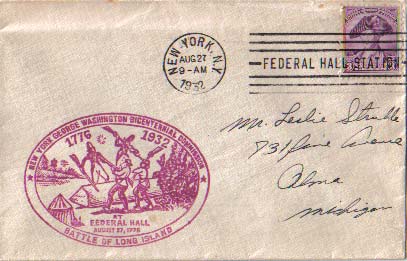 NEW YORK, N.Y.
AUG 27
9-AM
1932
FEDERAL HALL STATION
NEW YORK GEORGE WASHINGTON BICENTENNIAL COMMISSION
1776 1932
AT
FEDERAL HALL
AUGUST 27, 1776
BATTLE OF LONG ISLAND
Mr. Leslie
731 Pine Avenue
Alma
Michigan